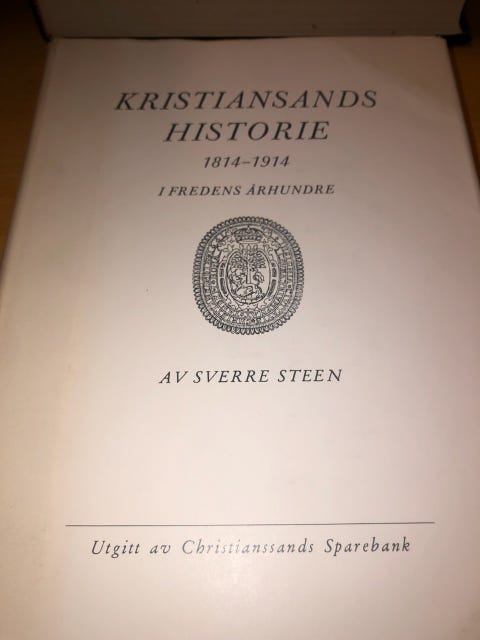 KRISTIANSANDS
HISTORIE
1814–1914
I FREDENS ÅRHUNDRE
AV SVERRE STEEN
Utgitt av Christianssands Sparebank